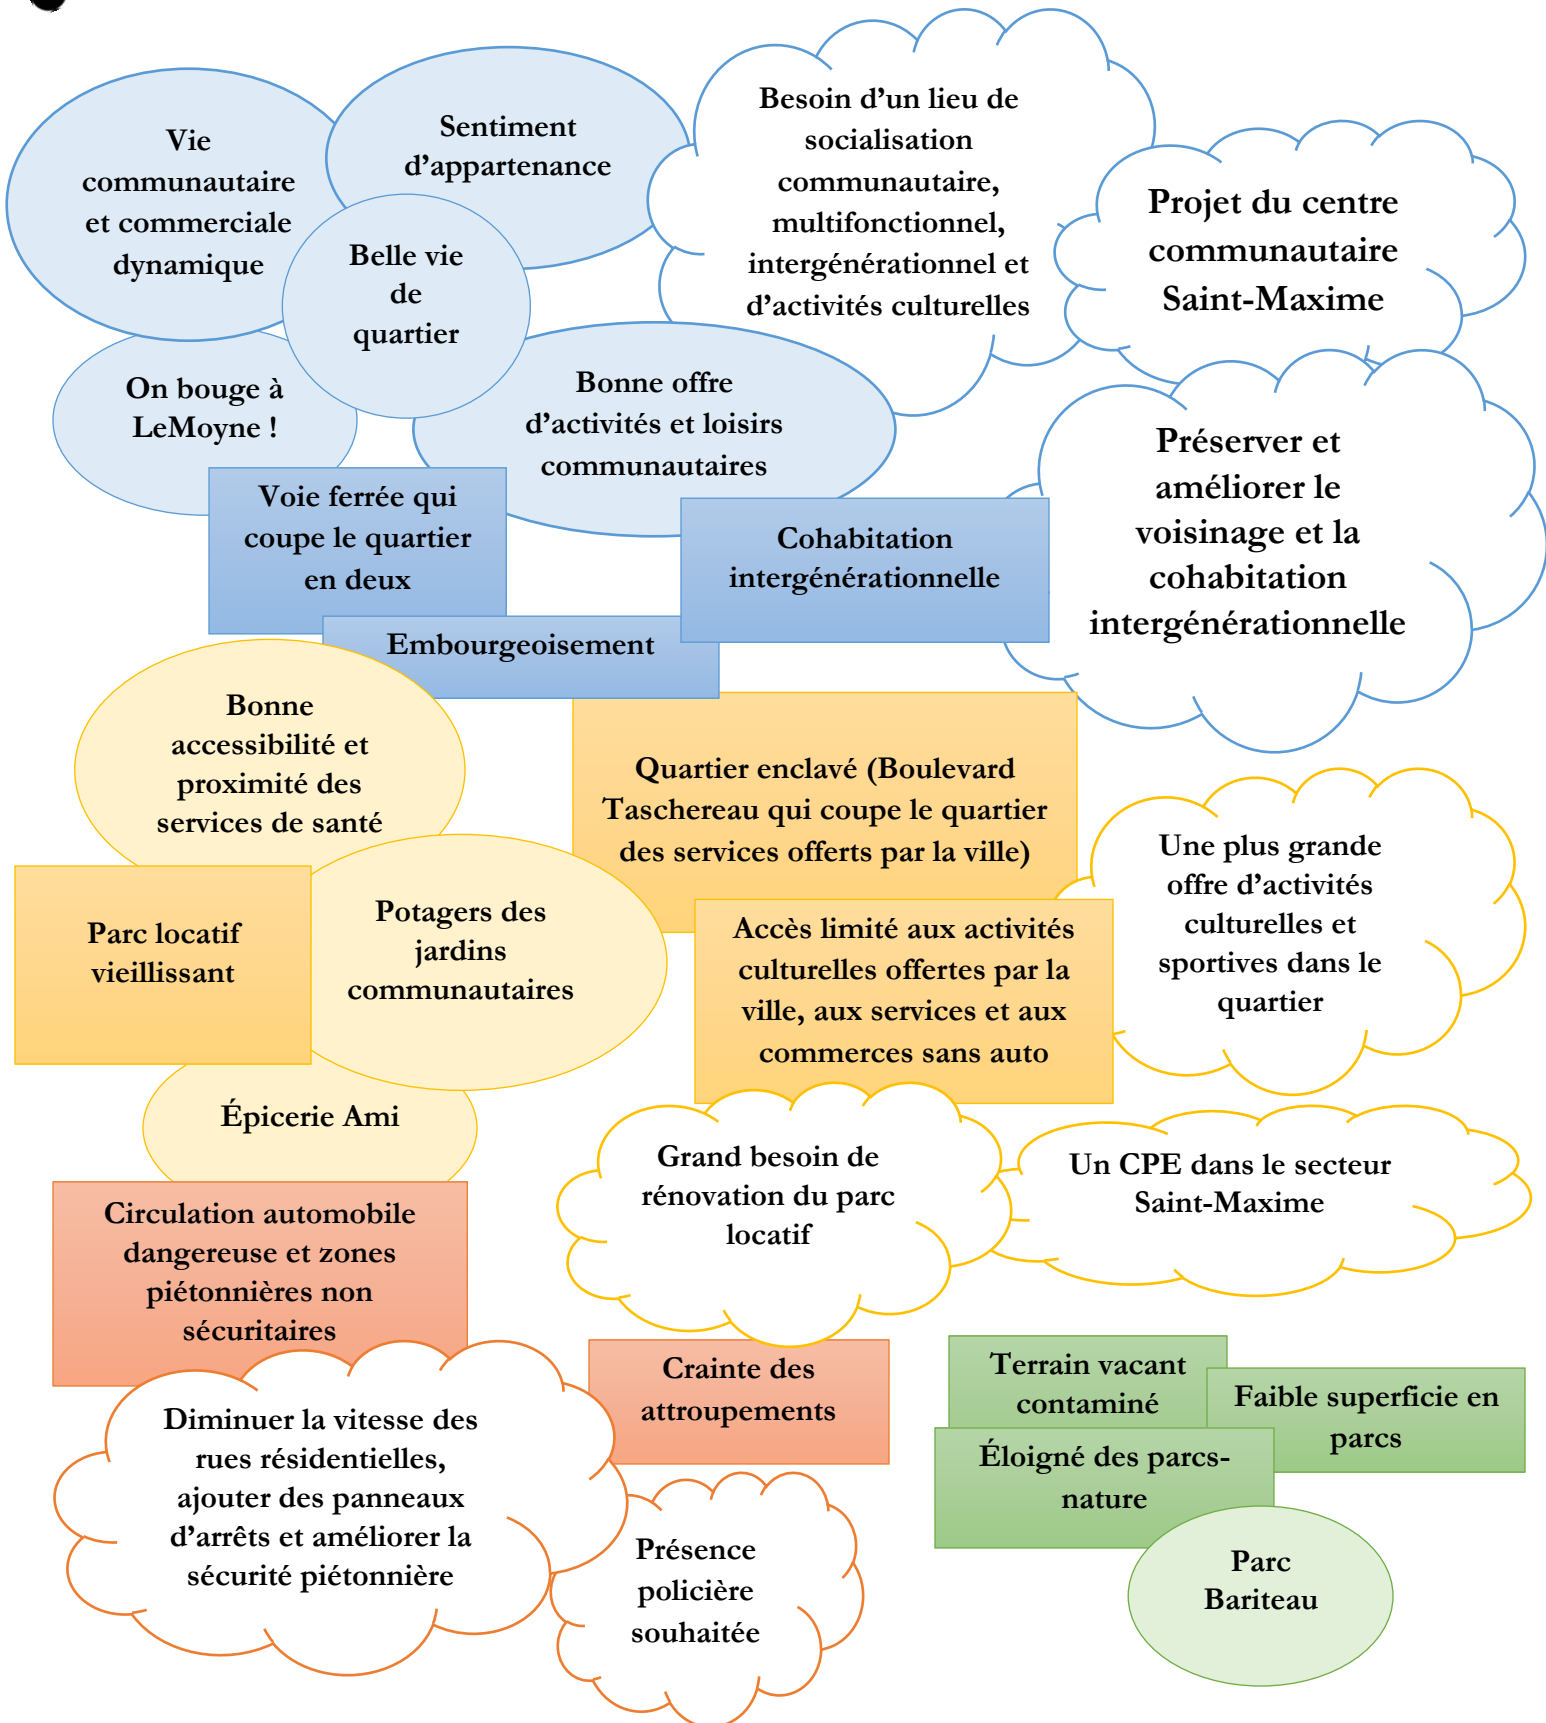 Vie
communautaire
et commerciale
dynamique
Sentiment
d’appartenance
Belle vie
de
quartier
Besoin d’un lieu de
socialisation
communautaire,
multifonctionnel,
intergénérationnel et
d’activités culturelles
Projet du centre
communautaire
Saint-Maxime
On bouge à
LeMoyne !
Bonne offre
d’activités et loisirs
communautaires
Préserver et
améliorer le
voisinage et la
cohabitation
intergénérationnelle
Voie ferrée qui
coupe le quartier
en deux
Cohabitation
intergénérationnelle
Embourgeoisement
Bonne
accessibilité et
proximité des
services de santé
Quartier enclavé (Boulevard
Taschereau qui coupe le quartier
des services offerts par la ville)
Une plus grande
offre d’activités
culturelles et
sportives dans le
quartier
Parc locatif
vieillissant
Potagers des
jardins
communautaires
Accès limité aux activités
culturelles offertes par la
ville, aux services et aux
commerces sans auto
Épicerie Ami
Grand besoin de
rénovation du parc
locatif
Un CPE dans le secteur
Saint-Maxime
Circulation automobile
dangereuse et zones
piétonnières non
sécuritaires
Crainte des
attroupements
Terrain vacant
contaminé
Faible superficie en
parcs
Éloigné des parcs-
nature
Diminuer la vitesse des
rues résidentielles,
ajouter des panneaux
d’arrêts et améliorer la
sécurité piétonnière
Présence
policière
souhaitée
Parc
Bariteau